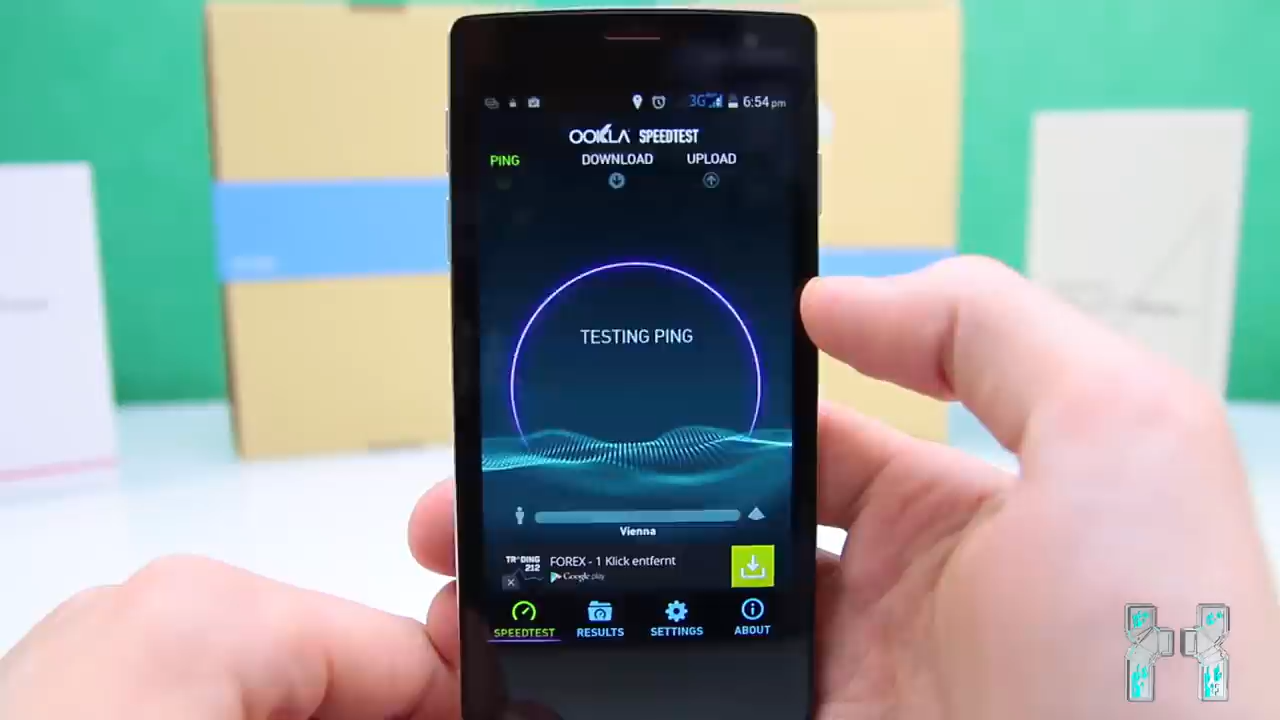 3G 6:54 pm
OOKLA SPEEDTEST
PING DOWNLOAD UPLOAD
TESTING PING
Vienna
TRADING 212
FOREX - 1 Klick entfernt
Google play
SPEEDTEST RESULTS SETTINGS ABOUT